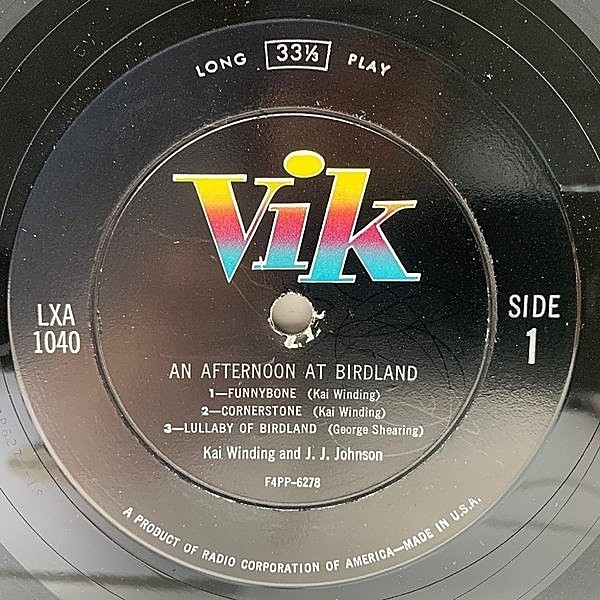 LONG 33⅓ PLAY
Vik
LXA
1040
SIDE
1
AN AFTERNOON AT BIRDLAND
1—FUNNYBONE (Kai Winding)
2—CORNERSTONE (Kai Winding)
3—LULLABY OF BIRDLAND (George Shearing)
Kai Winding and J. J. Johnson
F4PP-6278
A PRODUCT OF RADIO CORPORATION OF AMERICA—MADE IN U.S.A.